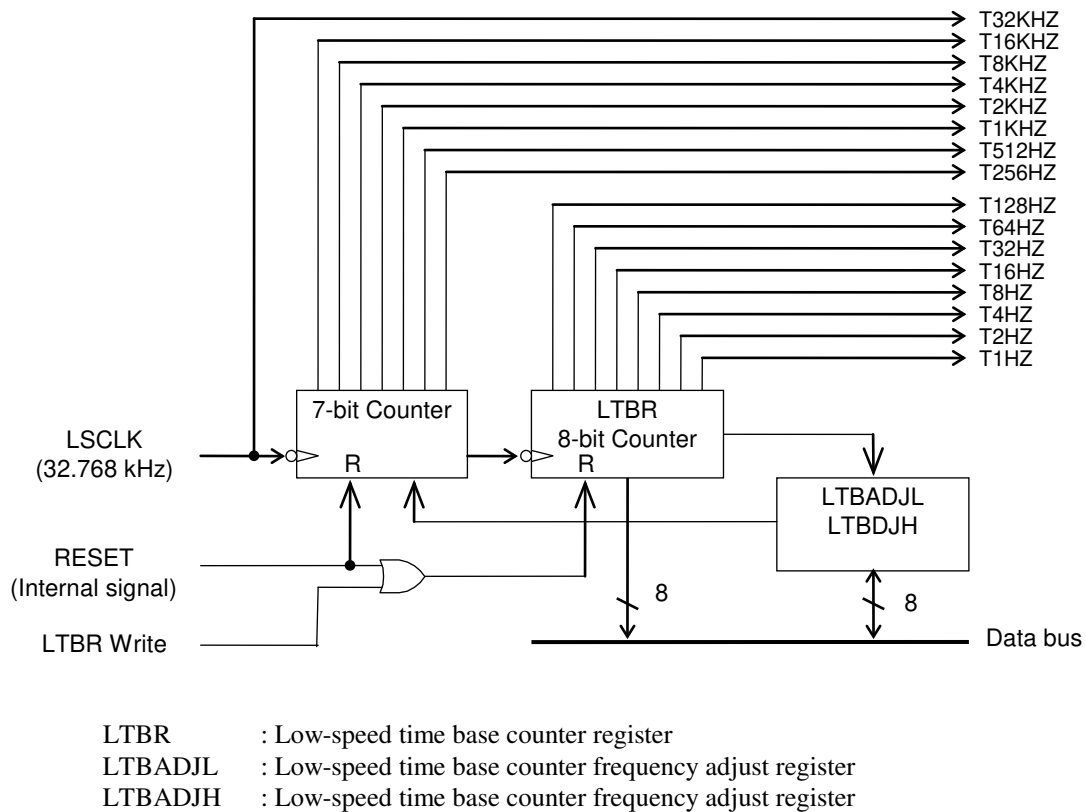 T32KHZ
T16KHZ
T8KHZ
T4KHZ
T2KHZ
T1KHZ
T512HZ
T256HZ
T128HZ
T64HZ
T32HZ
T16HZ
T8HZ
T4HZ
T2HZ
T1HZ
7-bit Counter
R
LTBR
8-bit Counter
R
LSCLK
(32.768 kHz)
LTBADJL
LTBDJH
RESET
(Internal signal)
8
8
LTBR Write
Data bus
LTBR : Low-speed time base counter register
LTBADJL : Low-speed time base counter frequency adjust register
LTBADJH : Low-speed time base counter frequency adjust register